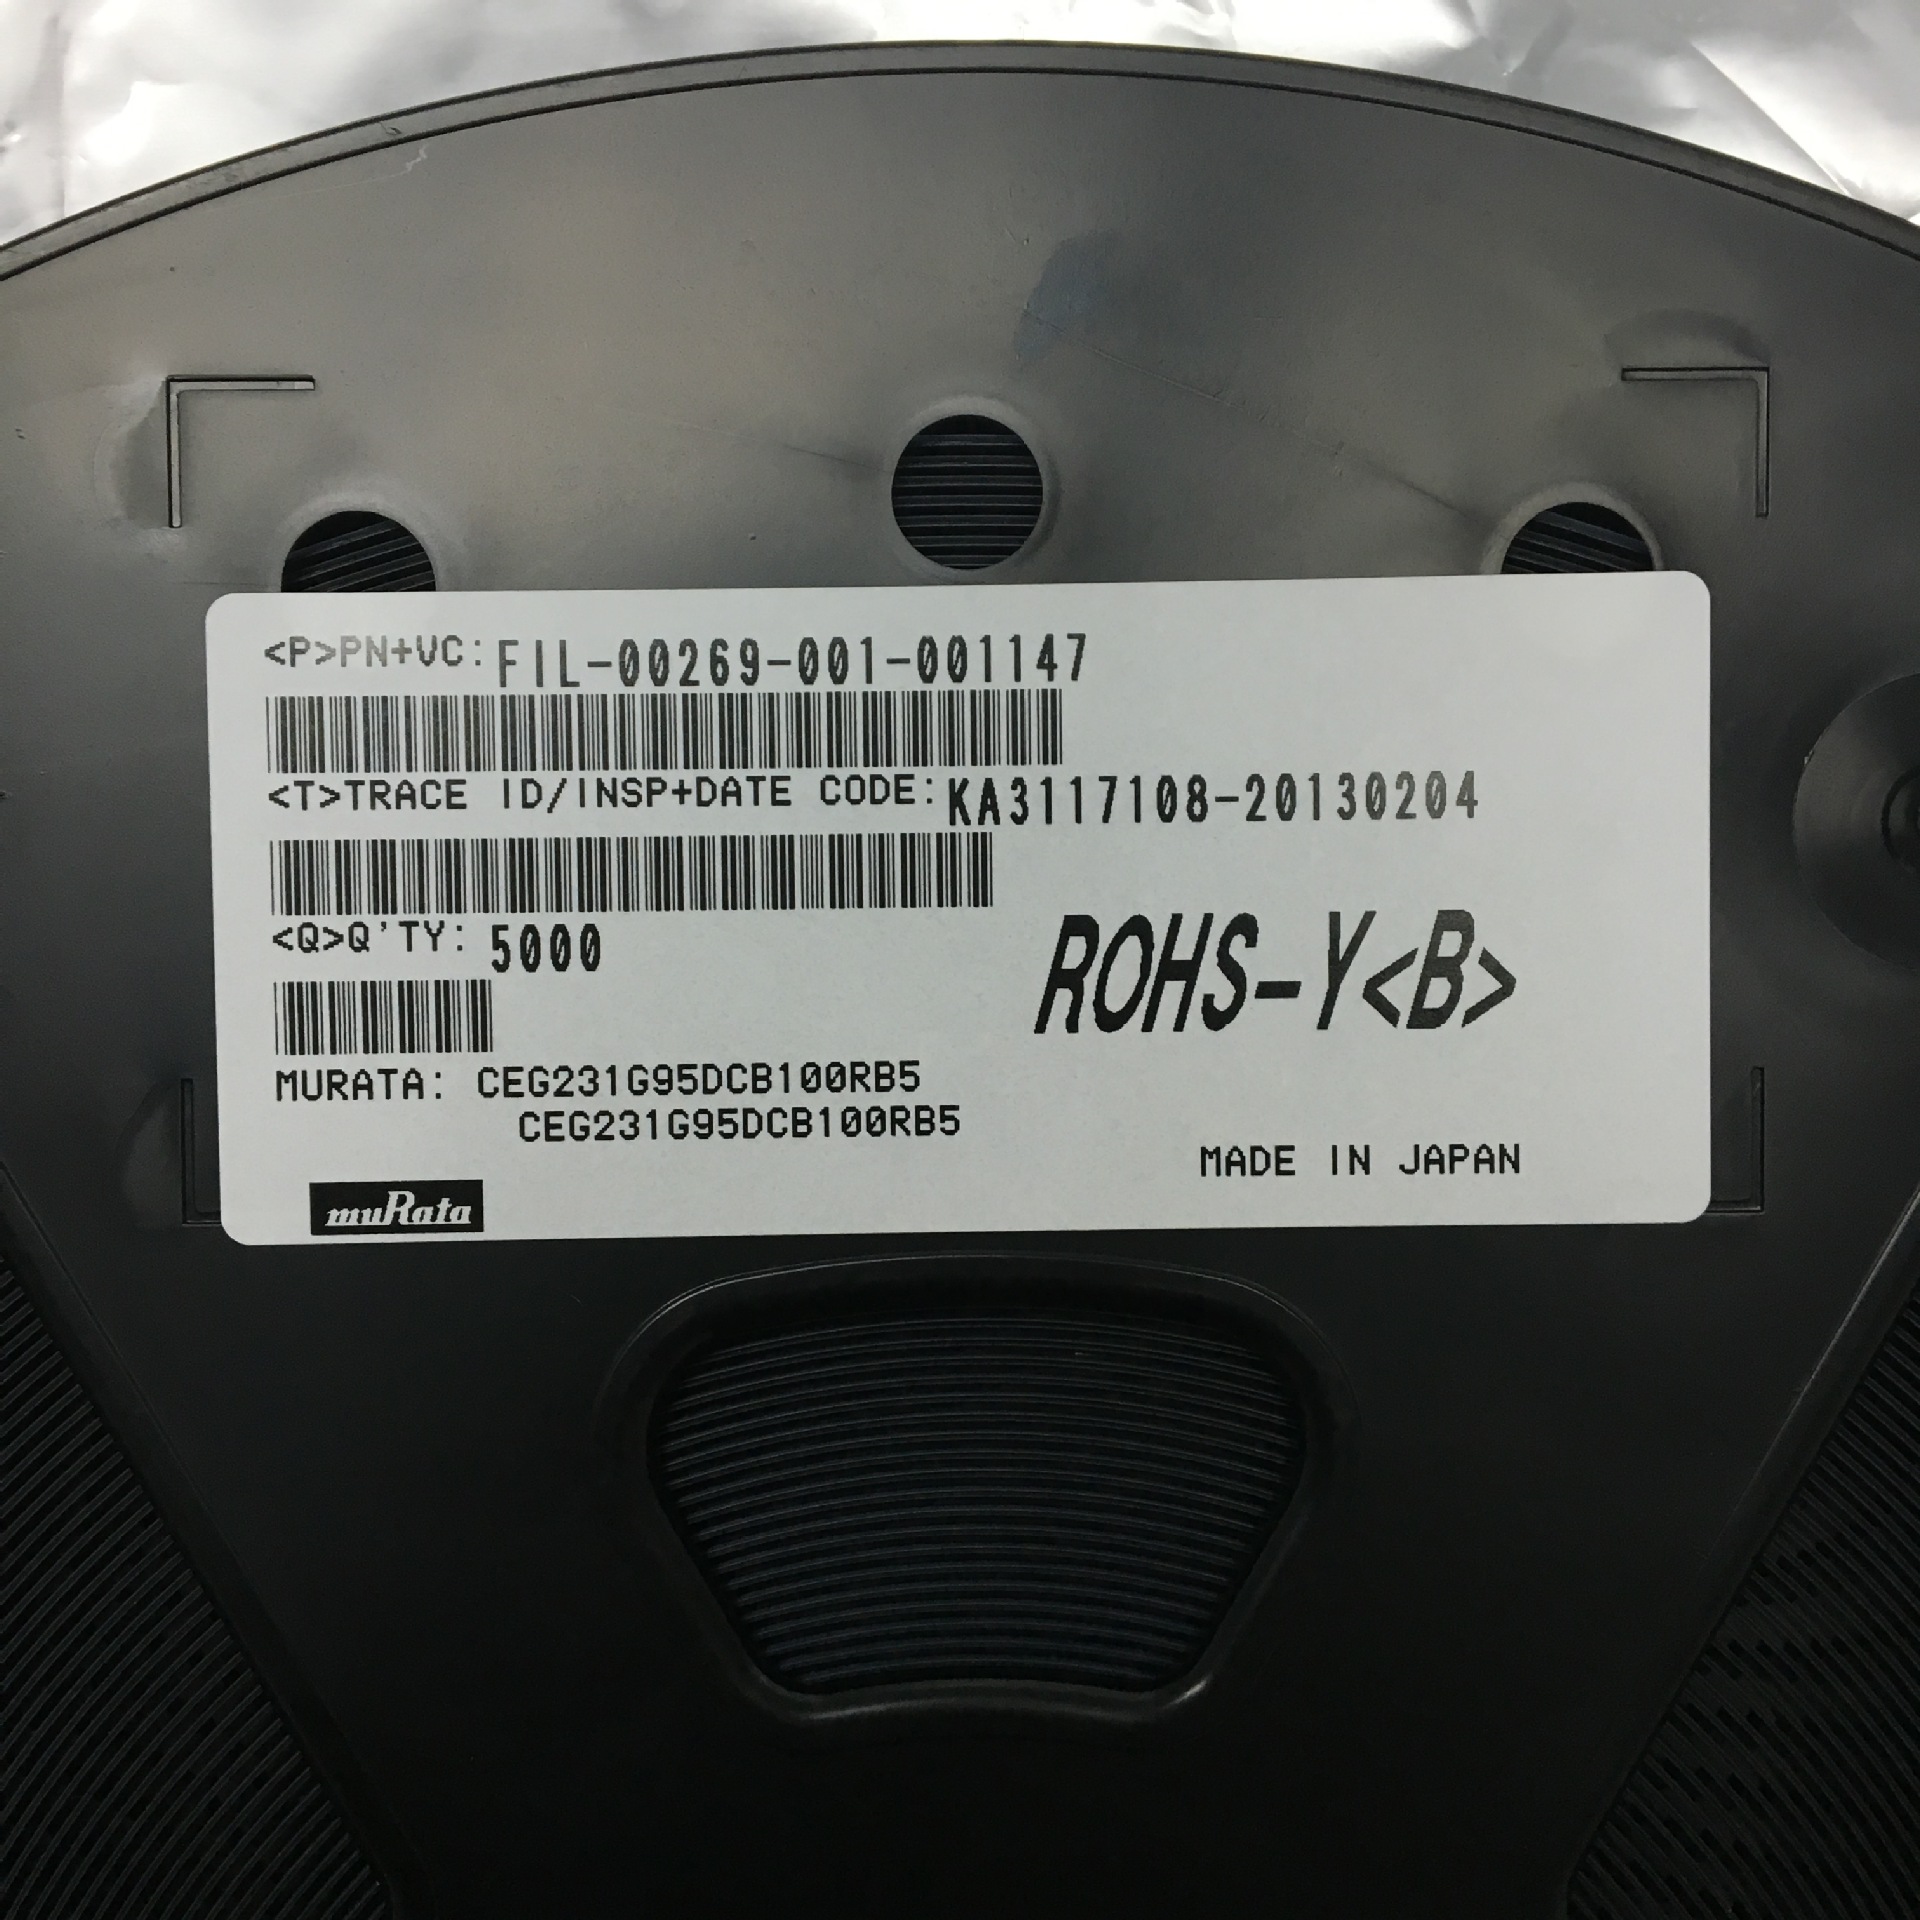 <P>PN+VC: FIL-00269-001-001147
<T>TRACE ID/INSP+DATE CODE: KA3117108-20130204
<Q>Q'TY: 5000
ROHS-Y<B>
MURATA: CEG231G95DCB100RB5
CEG231G95DCB100RB5
MADE IN JAPAN
muRata